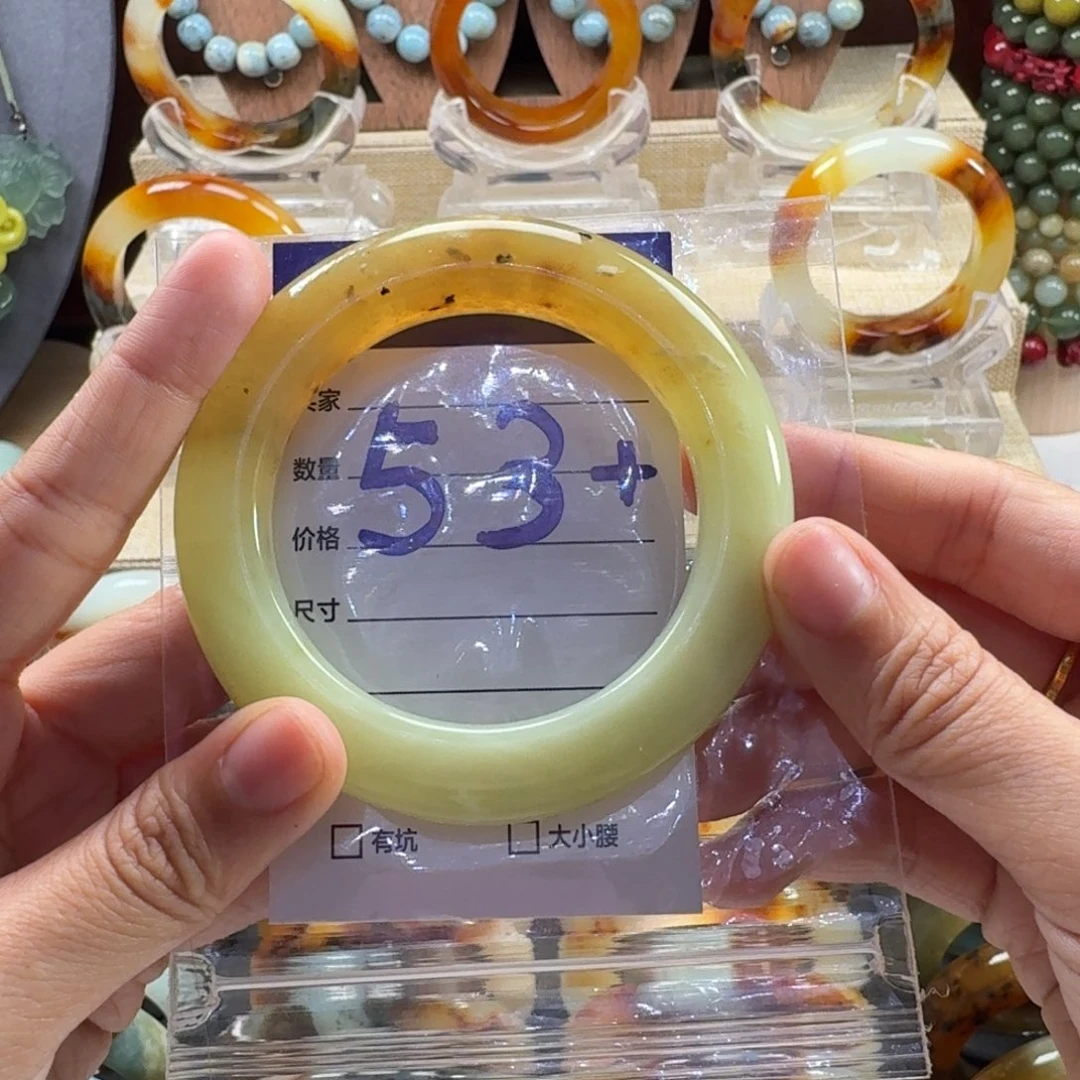 家
数量
53+
价格
尺寸
有坑 大小腰